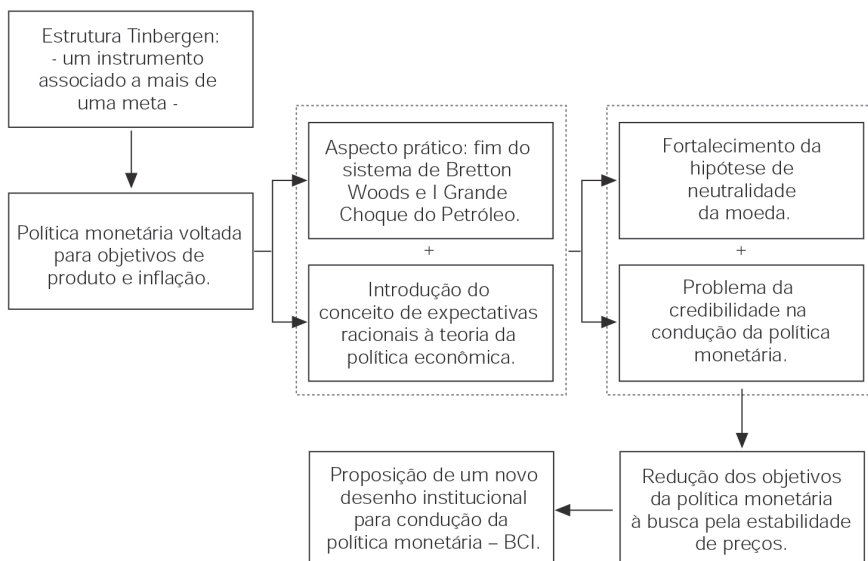 Estrutura Tinbergen:
- um instrumento
associado a mais de
uma meta -
Política monetária voltada
para objetivos de
produto e inflação.
Aspecto prático: fim do
sistema de Bretton
Woods e I Grande
Choque do Petróleo.
+
Introdução do
conceito de expectativas
racionais à teoria da
política econômica.
Fortalecimento da
hipótese de
neutralidade
da moeda.
+
Problema da
credibilidade na
condução da política
monetária.
Redução dos objetivos
da política monetária
à busca pela estabilidade
de preços.
Proposição de um novo
desenho institucional
para condução da
política monetária – BCI.